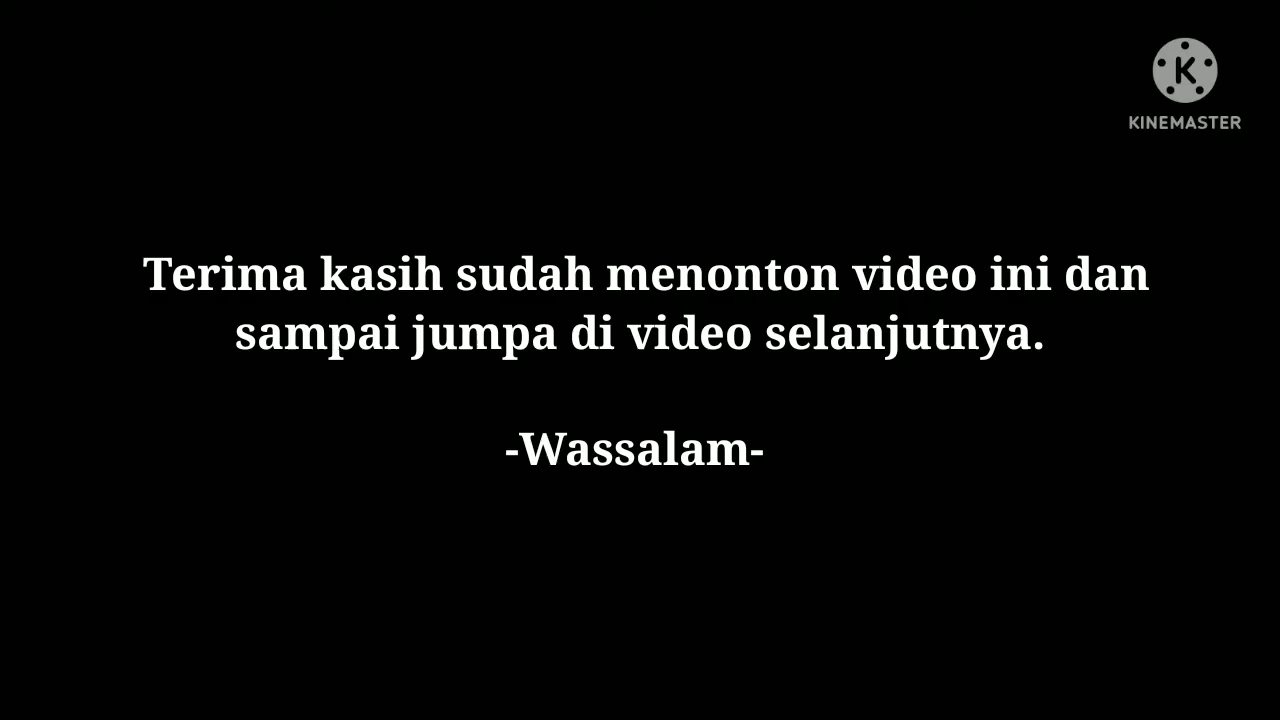 K
KINEMASTER
Terima kasih sudah menonton video ini dan
sampai jumpa di video selanjutnya.
-Wassalam-